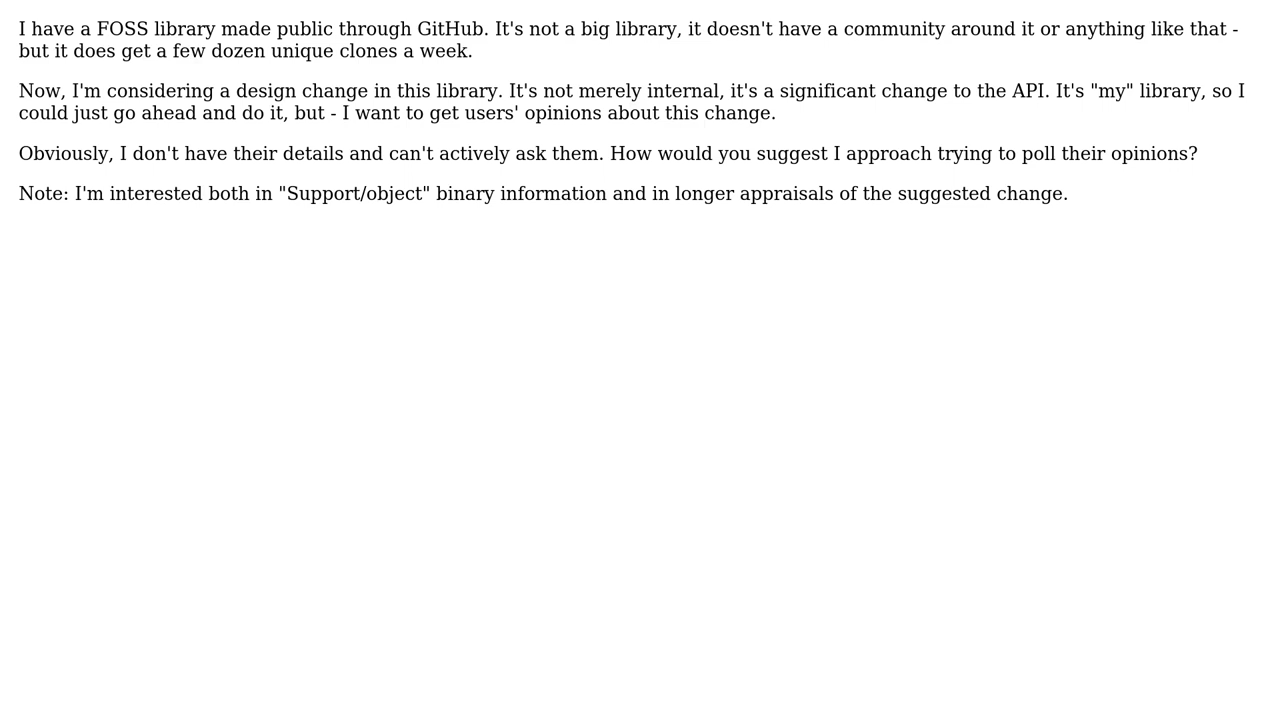 I have a FOSS library made public through GitHub. It's not a big library, it doesn't have a community around it or anything like that -
but it does get a few dozen unique clones a week.
Now, I'm considering a design change in this library. It's not merely internal, it's a significant change to the API. It's "my" library, so I
could just go ahead and do it, but - I want to get users' opinions about this change.
Obviously, I don't have their details and can't actively ask them. How would you suggest I approach trying to poll their opinions?
Note: I'm interested both in "Support/object" binary information and in longer appraisals of the suggested change.